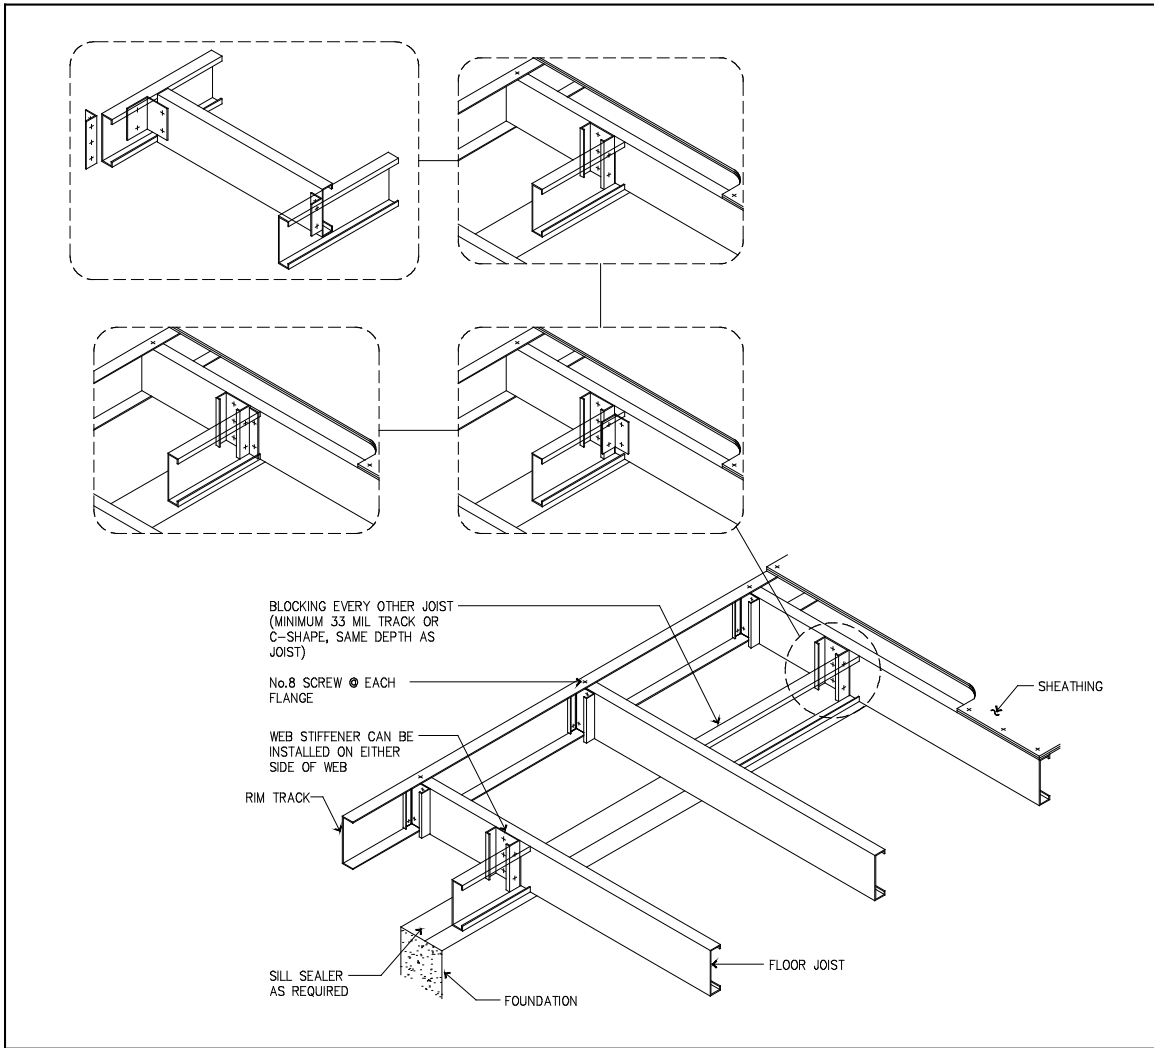 BLOCKING EVERY OTHER JOIST
(MINIMUM 33 MIL TRACK OR
C-SHAPE, SAME DEPTH AS
JOIST)
No.8 SCREW @ EACH
FLANGE
SHEATHING
WEB STIFFENER CAN BE
INSTALLED ON EITHER
SIDE OF WEB
RIM TRACK
FLOOR JOIST
SILL SEALER
AS REQUIRED
FOUNDATION